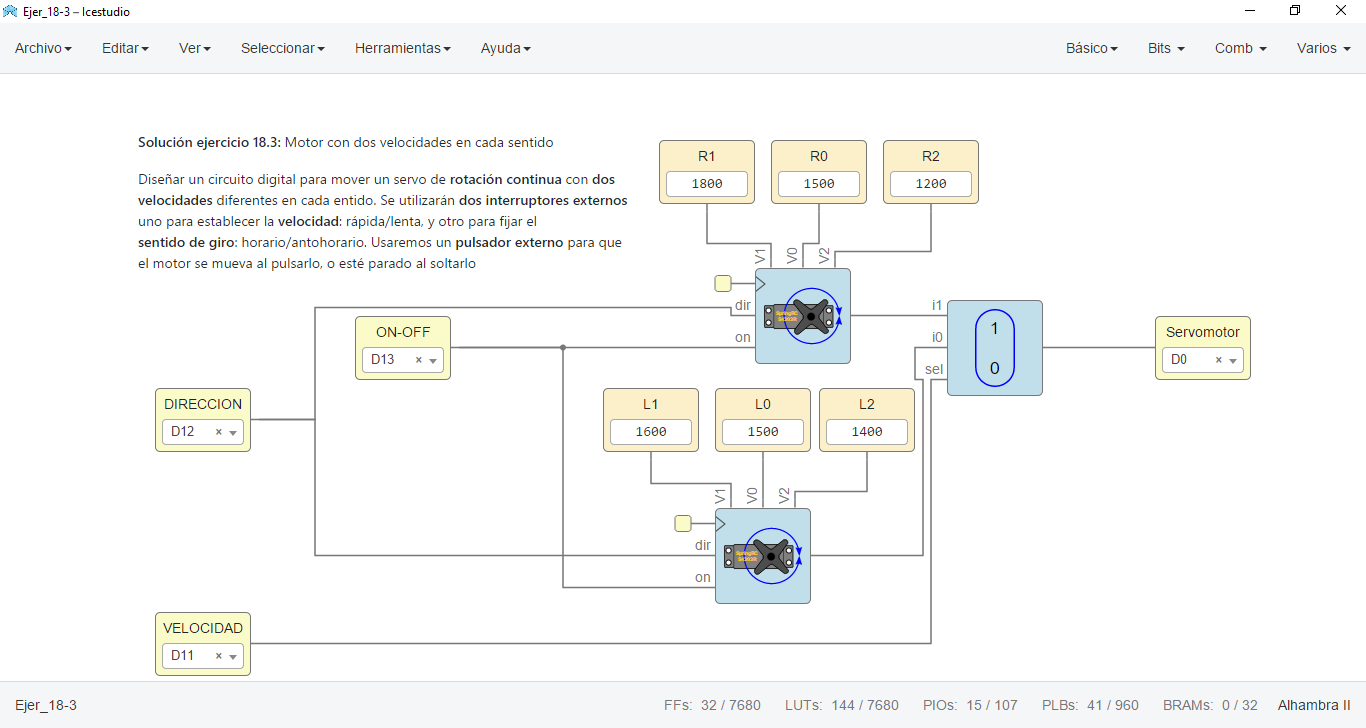 Ejer_18-3 – Icestudio
Archivo Editar Ver Seleccionar Herramientas Ayuda Básico Bits Comb Varios
Solución ejercicio 18.3: Motor con dos velocidades en cada sentido
Diseñar un circuito digital para mover un servo de rotación continua con dos
velocidades diferentes en cada entido. Se utilizarán dos interruptores externos
uno para establecer la velocidad: rápida/lenta, y otro para fijar el
sentido de giro: horario/antohorario. Usaremos un pulsador externo para que
el motor se mueva al pulsarlo, o esté parado al soltarlo
R1 R0 R2
1800 1500 1200
V1 V0 V2
dir
on
i1
i0
sel
1
0
ON-OFF
D13 ×
Servomotor
D0 ×
DIRECCION
D12 ×
L1 L0 L2
1600 1500 1400
V1 V0 V2
dir
on
VELOCIDAD
D11 ×
Ejer_18-3 FFs: 32 / 7680 LUTs: 144 / 7680 PIOs: 15 / 107 PLBs: 41 / 960 BRAMs: 0 / 32 Alhambra II